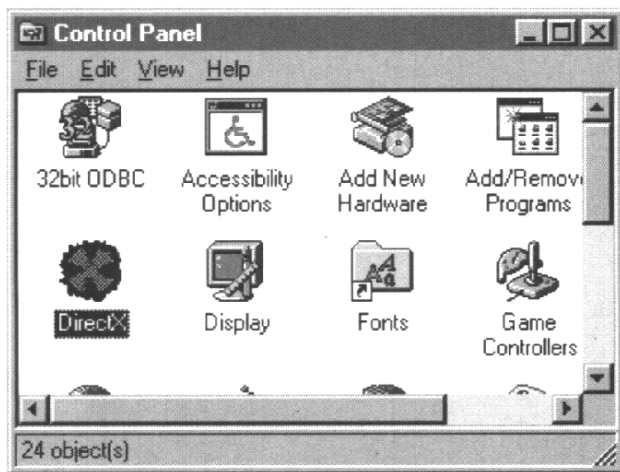 Control Panel
File Edit View Help
32bit ODBC
Accessibility
Options
Add New
Hardware
Add/Remov
Programs
DirectX
Display
Fonts
Game
Controllers
24 object(s)